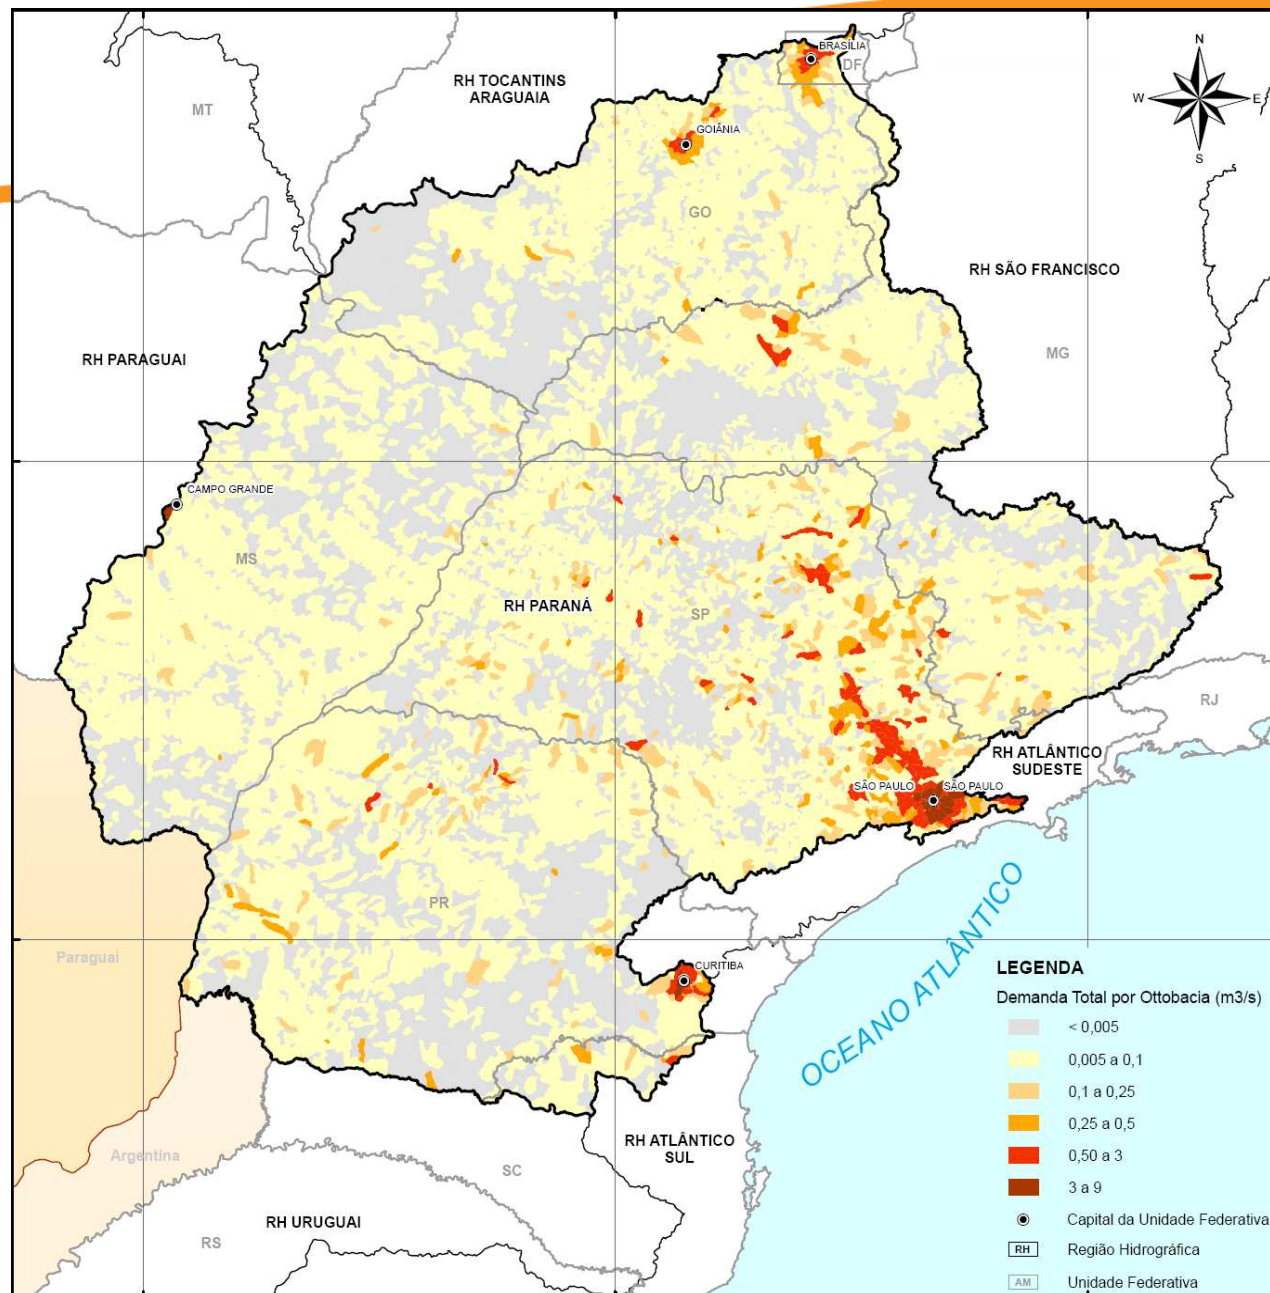 BRASÍLIA
DF
N
W
E
S
RH TOCANTINS
ARAGUAIA
MT
GOIÂNIA
GO
RH SÃO FRANCISCO
RH PARAGUAI
MG
CAMPO GRANDE
MS
RH PARANÁ
SP
RJ
RH ATLÂNTICO
SUDESTE
SÃO PAULO
SÃO PAULO
PR
OCEANO ATLÂNTICO
Paraguai
CURITIBA
LEGENDA
Demanda Total por Ottobacia (m3/s)
< 0,005
0,005 a 0,1
0,1 a 0,25
0,25 a 0,5
0,50 a 3
3 a 9
Capital da Unidade Federativa
RH Região Hidrográfica
AM Unidade Federativa
Argentina
RH ATLÂNTICO
SUL
SC
RH URUGUAI
RS